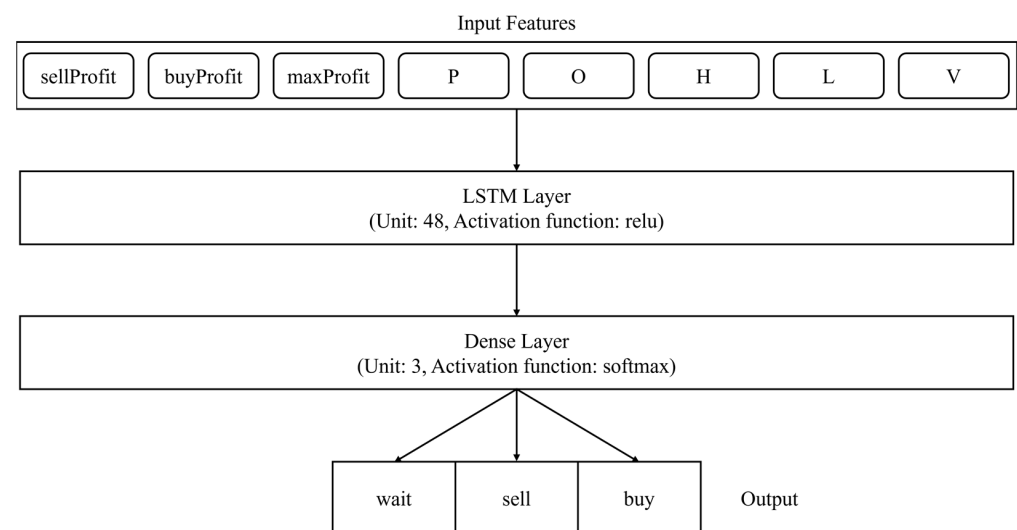 Input Features
sellProfit buyProfit maxProfit P O H L V
LSTM Layer
(Unit: 48, Activation function: relu)
Dense Layer
(Unit: 3, Activation function: softmax)
wait sell buy Output